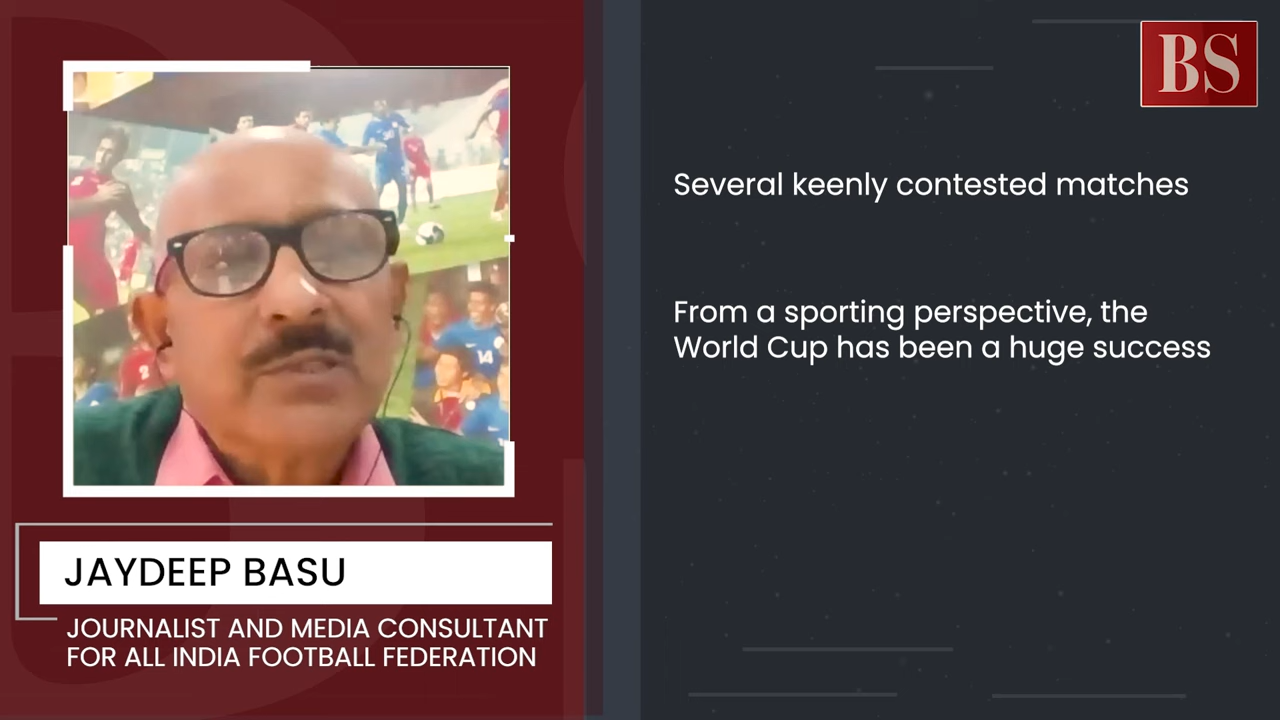 BS
Several keenly contested matches
From a sporting perspective, the
World Cup has been a huge success
14
JAYDEEP BASU
JOURNALIST AND MEDIA CONSULTANT
FOR ALL INDIA FOOTBALL FEDERATION